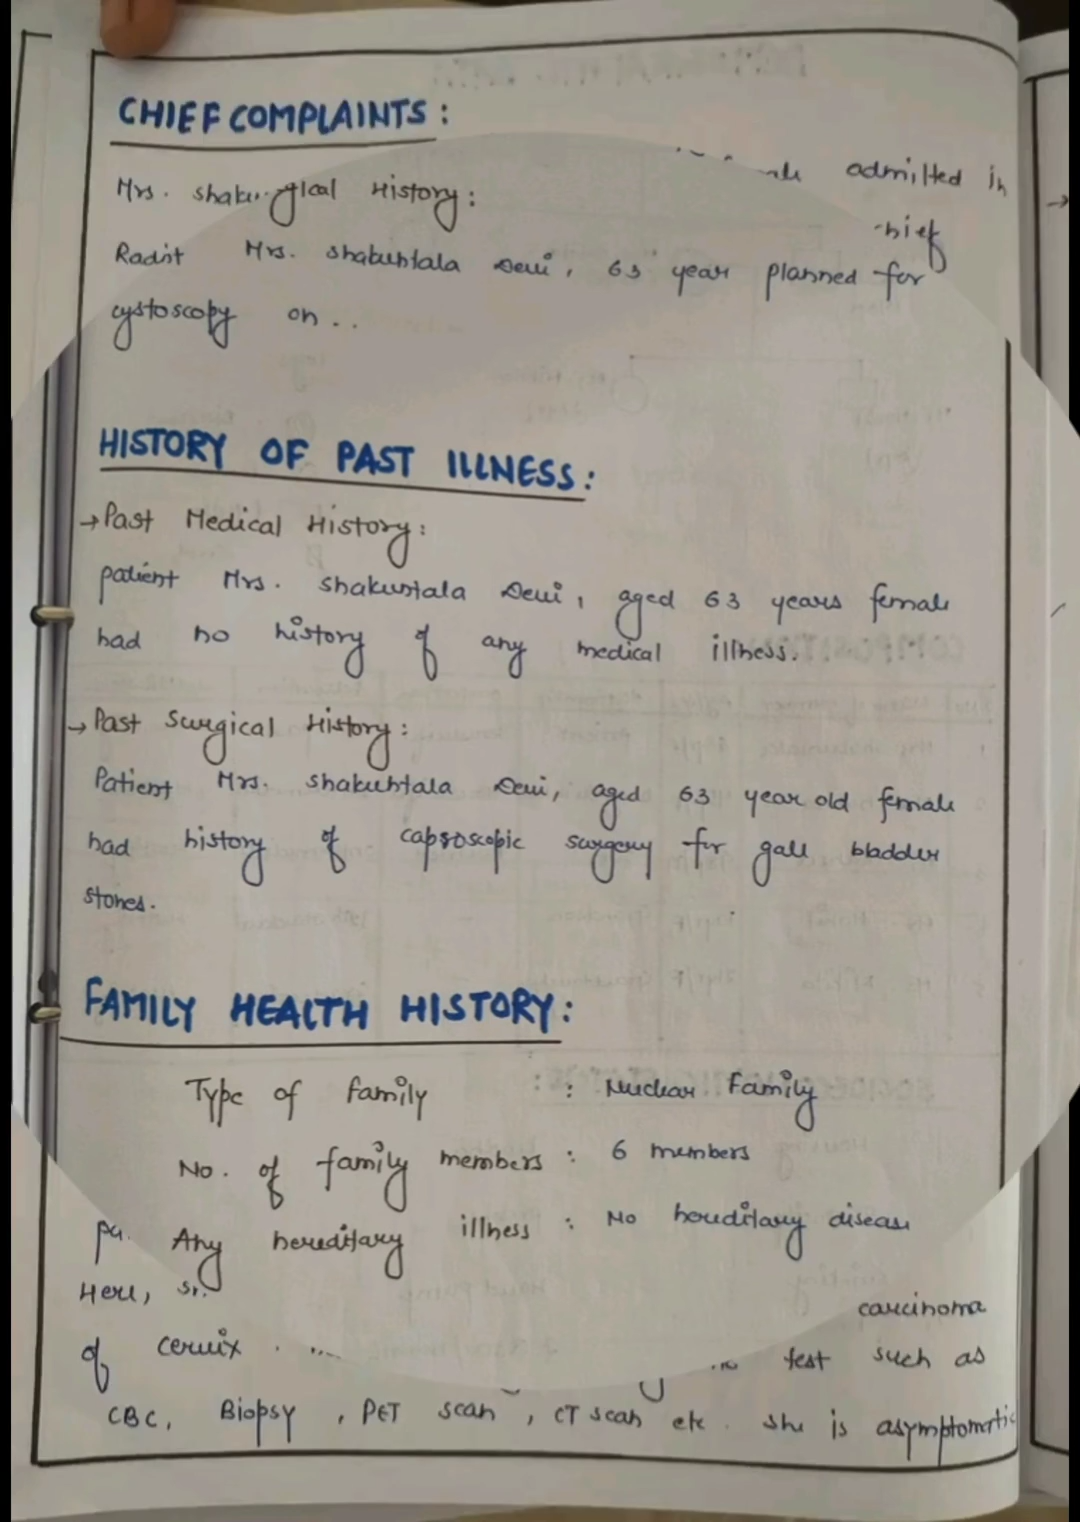 CHIEF COMPLAINTS :
Mrs. shaku admitted in
gical History :
hief
Radiot Mrs. Shakuntala Devi, 63 year planned for
cystoscopy on ..
HISTORY OF PAST ILLNESS :
→ Past Medical History :
patient Mrs. Shakuntala Devi, aged 63 years female
had no history of any medical illness.
→ Past Surgical History :
Patient Mrs. Shakuntala Devi, aged 63 year old female
had history of capsoscopic surgery for gall bladder
stones.
FAMILY HEALTH HISTORY :
Type of family : Nuclear Family
No. of family members : 6 members
Any hereditary illness : No hereditary disease
Here, carcinoma
of cervix test such as
CBC, Biopsy, PET scan, CT scan etc. she is asymptomatic